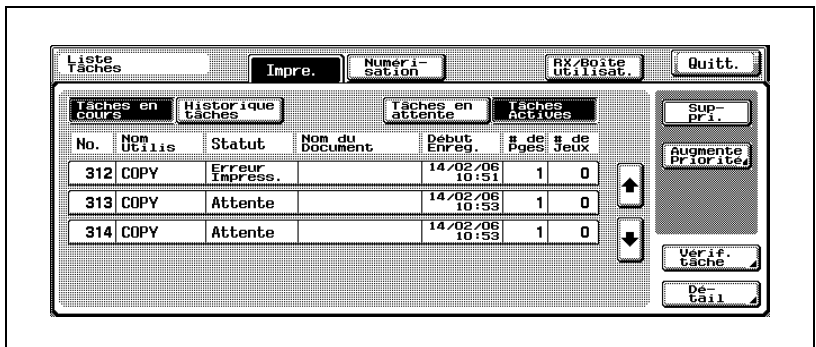 Liste
Tâches
Impre.
Numéri-
sation
RX/Boîte
utilisat.
Quitt.
Tâches en
cours
Historique
tâches
Tâches en
attente
Tâches
Actives
Sup-
pri.
No.
Nom
Utilis
Statut
Nom du
Document
Début
Enreg.
# de
Pges
# de
Jeux
Augmente
Priorité
312 COPY Erreur
Impress. 14/02/06
10:51 1 0
313 COPY Attente 14/02/06
10:53 1 0
314 COPY Attente 14/02/06
10:53 1 0
Vérif.
tâche
Dé-
tail